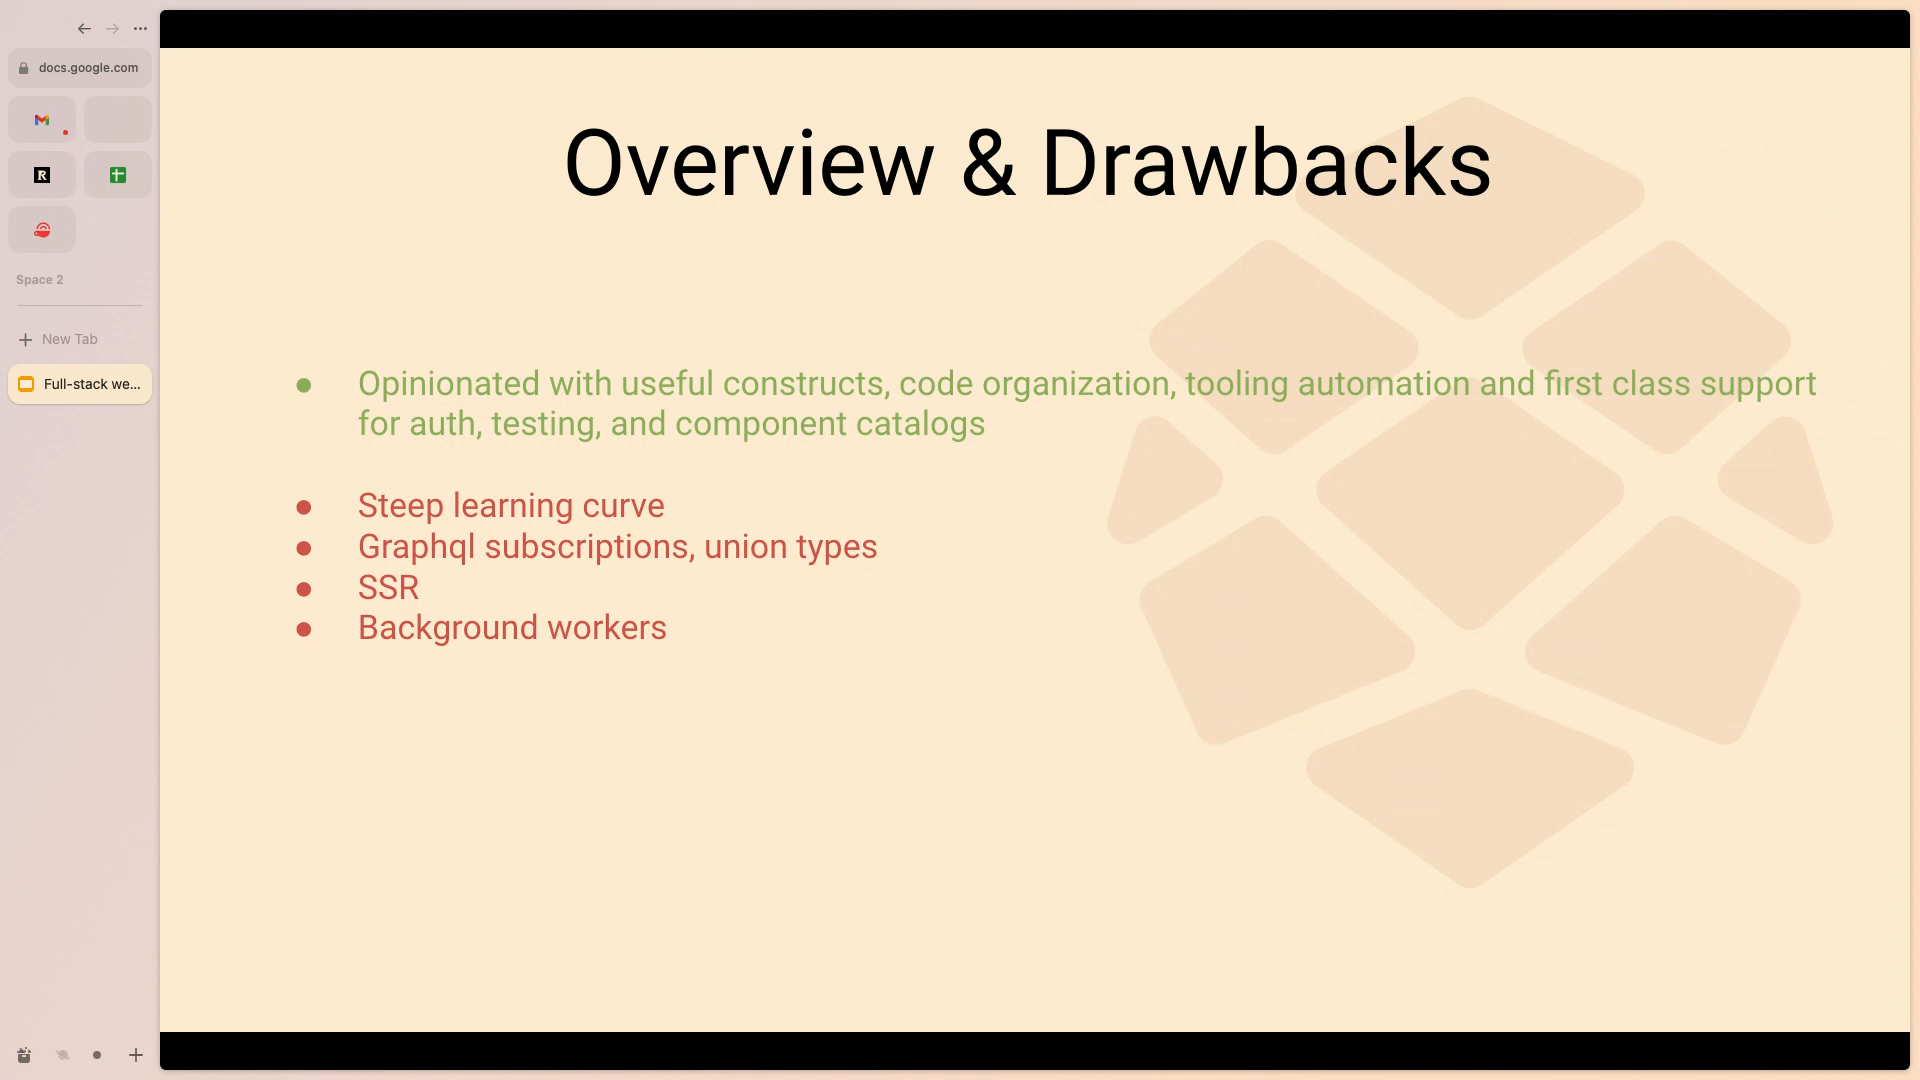 docs.google.com
Space 2
New Tab
Full-stack we...
Overview & Drawbacks
Opinionated with useful constructs, code organization, tooling automation and first class support
for auth, testing, and component catalogs
Steep learning curve
Graphql subscriptions, union types
SSR
Background workers